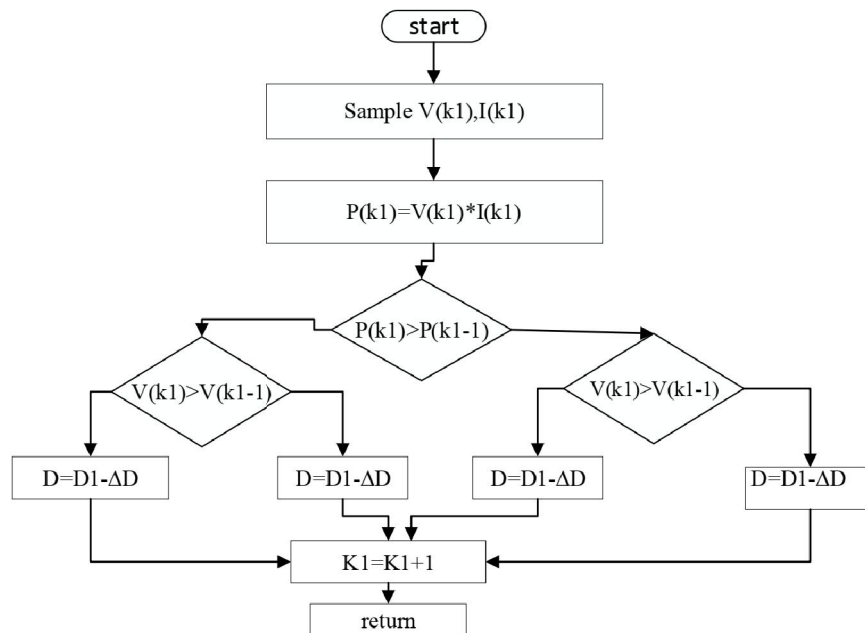 start
Sample V(k1),I(k1)
P(k1)=V(k1)*I(k1)
P(k1)>P(k1-1)
V(k1)>V(k1-1)
V(k1)>V(k1-1)
D=D1-ΔD
D=D1-ΔD
D=D1-ΔD
D=D1-ΔD
K1=K1+1
return